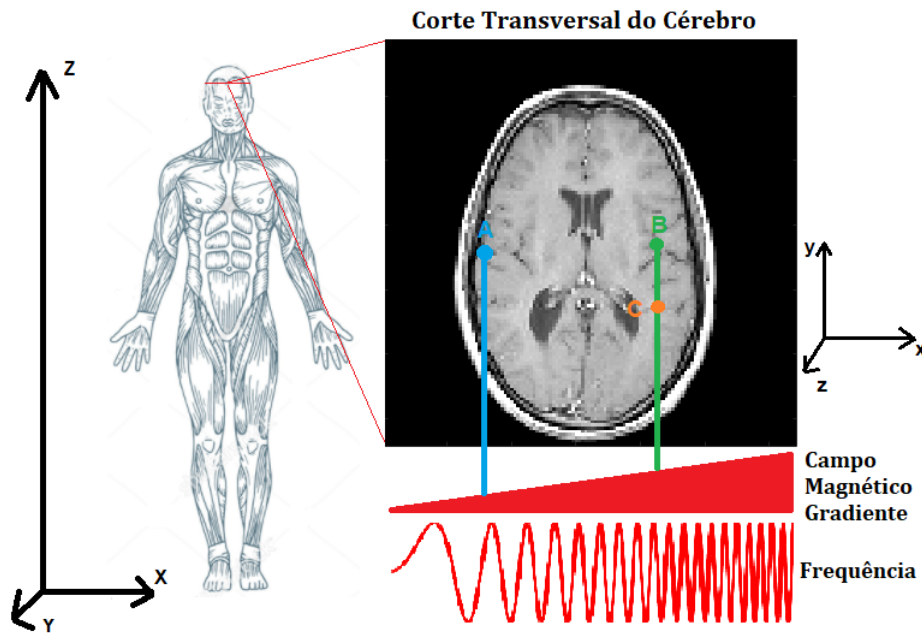 Corte Transversal do Cérebro
Z
X
Y
A
B
C
y
x
z
Campo
Magnético
Gradiente
Frequência